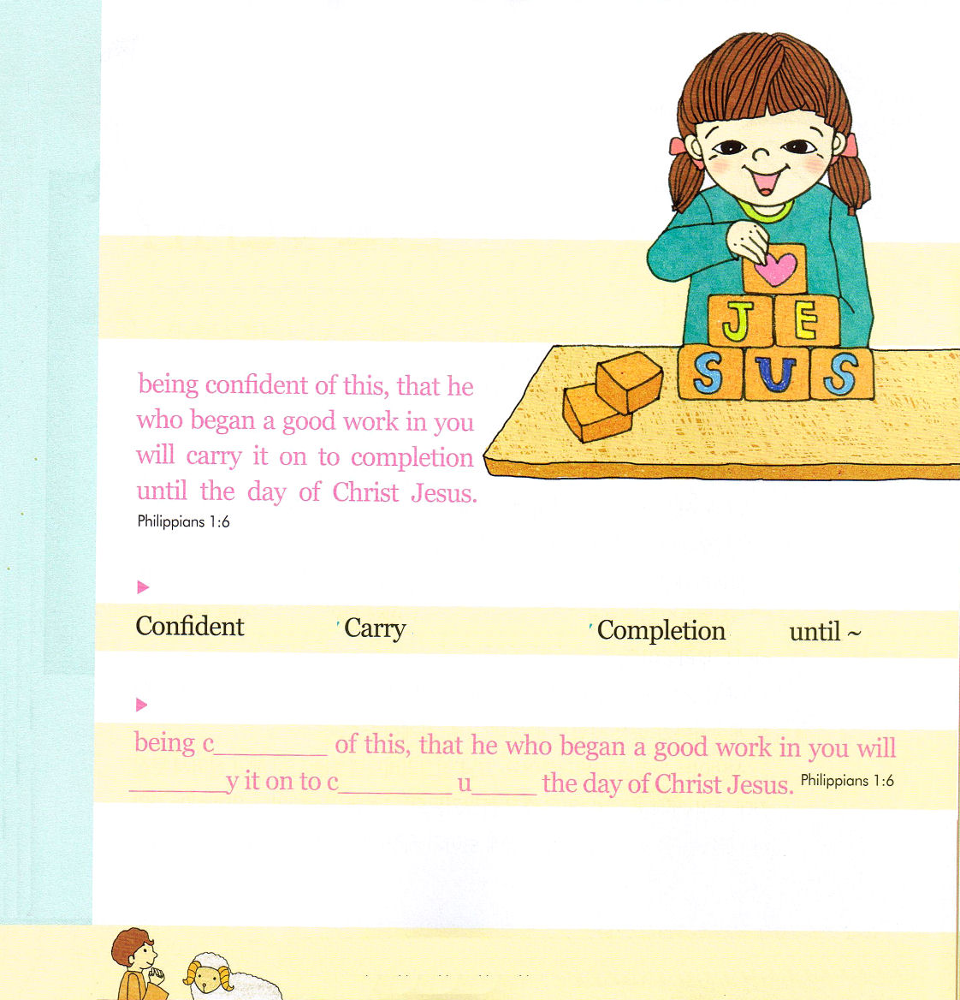 JE
SUS
being confident of this, that he
who began a good work in you
will carry it on to completion
until the day of Christ Jesus.
Philippians 1:6
Confident Carry Completion until ~
being c________ of this, that he who began a good work in you will
_______y it on to c________ u_____ the day of Christ Jesus. Philippians 1:6